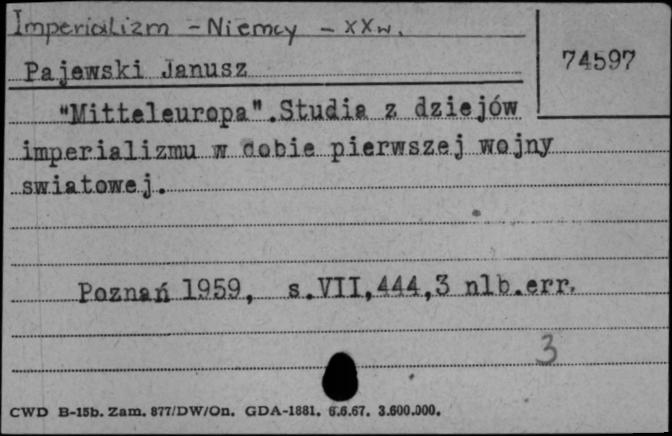 Imperializm - Niemcy - XXw.
74597
Pajewski Janusz
"Mitteleuropa".Studia z dziejów
imperializmu w dobie pierwszej wojny
swiatowej.
Poznań 1959, s.VII,444,3 nlb.err.
3
CWD B-15b. Zam. 877/DW/On. GDA-1881. 6.6.67. 3.600.000.